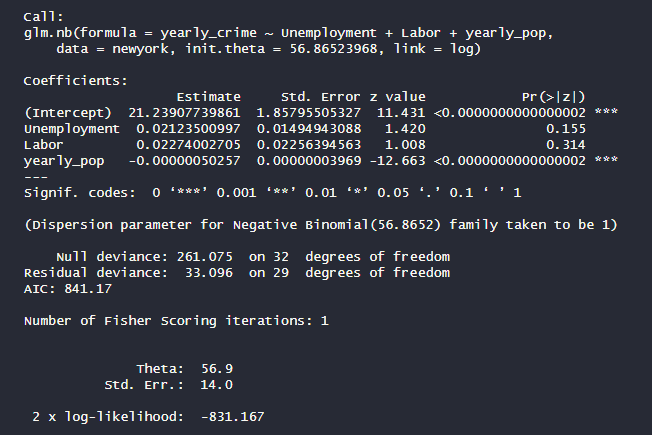 Call:
glm.nb(formula = yearly_crime ~ Unemployment + Labor + yearly_pop,
    data = newyork, init.theta = 56.86523968, link = log)

Coefficients:
                   Estimate     Std. Error z value             Pr(>|z|)
(Intercept)  21.23907739861  1.85795505327  11.431 <0.0000000000000002 ***
Unemployment  0.02123500997  0.01494943088   1.420                0.155
Labor         0.02274002705  0.02256394563   1.008                0.314
yearly_pop   -0.00000050257  0.00000003969 -12.663 <0.0000000000000002 ***
---
Signif. codes:  0 ‘***’ 0.001 ‘**’ 0.01 ‘*’ 0.05 ‘.’ 0.1 ‘ ’ 1

(Dispersion parameter for Negative Binomial(56.8652) family taken to be 1)

    Null deviance: 261.075  on 32  degrees of freedom
Residual deviance:  33.096  on 29  degrees of freedom
AIC: 841.17

Number of Fisher Scoring iterations: 1


              Theta:  56.9
          Std. Err.:  14.0

 2 x log-likelihood:  -831.167